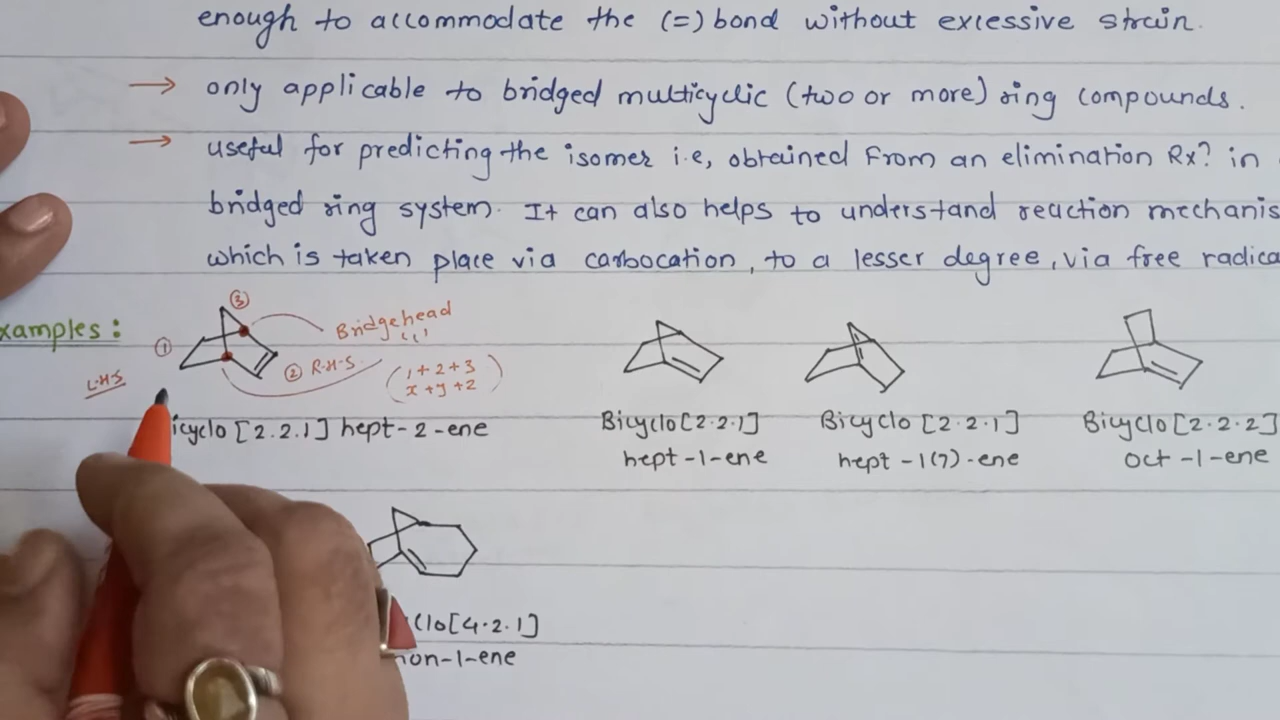 enough to accommodate the (=) bond without excessive strain.
→ only applicable to bridged multicyclic (two or more) ring compounds.
→ useful for predicting the isomer i.e, obtained From an elimination Rx? in
bridged ring system. It can also helps to understand reaction mechanis
which is taken place via carbocation, to a lesser degree, via free radica
xamples:
③
Bridgehead
①
② R.H.S.
L.H.S
(1+2+3
x+y+2)
icyclo [2.2.1] hept-2-ene
Bicyclo[2.2.1]
hept-1-ene
Bicyclo [2.2.1]
hept-1(7)-ene
Bicyclo[2.2.2]
oct-1-ene
clo[4.2.1]
non-1-ene